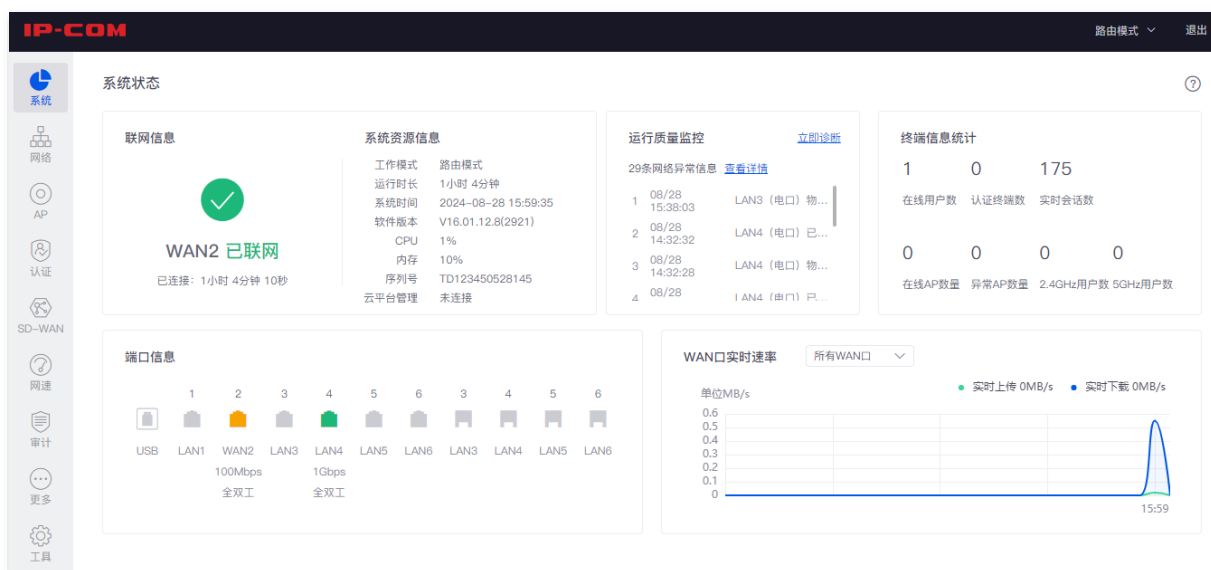 IP-COM
路由模式 退出
系统
网络
AP
认证
SD-WAN
网速
审计
更多
工具
系统状态
联网信息
WAN2 已联网
已连接：1小时 4分钟 10秒
系统资源信息
工作模式 路由模式
运行时长 1小时 4分钟
系统时间 2024-08-28 15:59:35
软件版本 V16.01.12.8(2921)
CPU 1%
内存 10%
序列号 TD123450528145
云平台管理 未连接
运行质量监控 立即诊断
29条网络异常信息 查看详情
1 08/28 15:38:03 LAN3（电口）物...
2 08/28 14:32:32 LAN4（电口）已...
3 08/28 14:32:28 LAN4（电口）物...
4 08/28 LAN4（电口）已...
终端信息统计
1 0 175
在线用户数 认证终端数 实时会话数
0 0 0 0
在线AP数量 异常AP数量 2.4GHz用户数 5GHz用户数
端口信息
1 2 3 4 5 6 3 4 5 6
USB LAN1 WAN2 LAN3 LAN4 LAN5 LAN6 LAN3 LAN4 LAN5 LAN6
100Mbps 1Gbps
全双工 全双工
WAN口实时速率 所有WAN口
单位MB/s 实时上传 0MB/s 实时下载 0MB/s
0.6
0.5
0.4
0.3
0.2
0.1
0
15:59